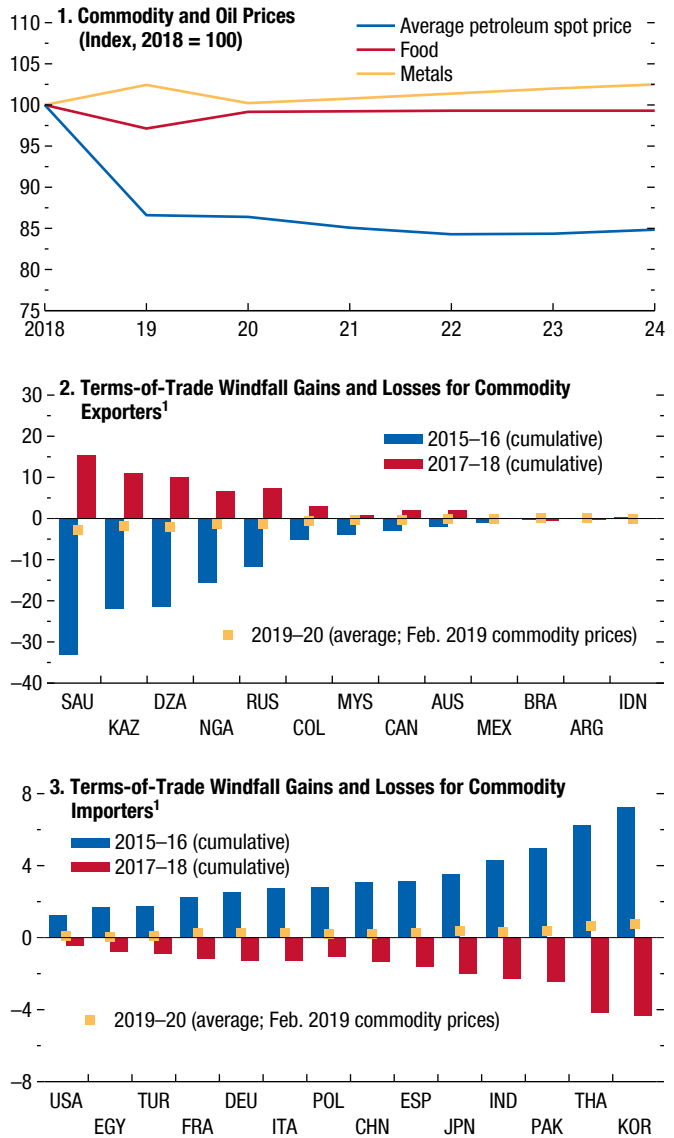 1. Commodity and Oil Prices
(Index, 2018 = 100)
Average petroleum spot price
Food
Metals
110
105
100
95
90
85
80
75
2018 19 20 21 22 23 24
2. Terms-of-Trade Windfall Gains and Losses for Commodity
Exporters¹
2015–16 (cumulative)
2017–18 (cumulative)
30
20
10
0
–10
–20
–30
–40
2019–20 (average; Feb. 2019 commodity prices)
SAU DZA RUS MYS AUS BRA IDN
KAZ NGA COL CAN MEX ARG
3. Terms-of-Trade Windfall Gains and Losses for Commodity
Importers¹
2015–16 (cumulative)
2017–18 (cumulative)
8
4
0
–4
–8
2019–20 (average; Feb. 2019 commodity prices)
USA TUR DEU POL ESP IND THA
EGY FRA ITA CHN JPN PAK KOR